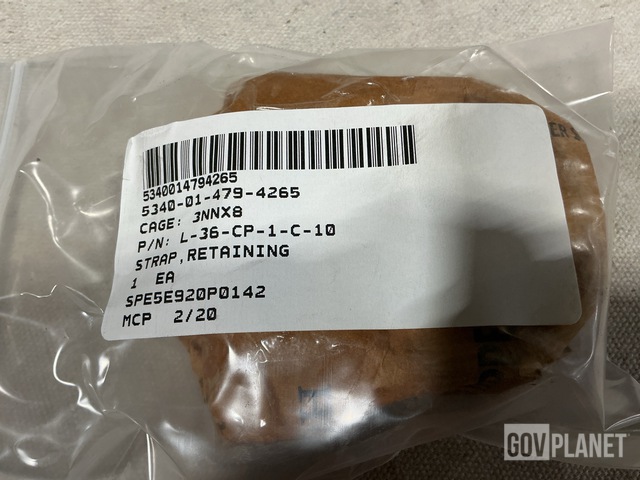 5340014794265
5340-01-479-4265
CAGE: 3NNX8
P/N: L-36-CP-1-C-10
STRAP,RETAINING
1 EA
SPE5E920P0142
MCP 2/20
GOVPLANET